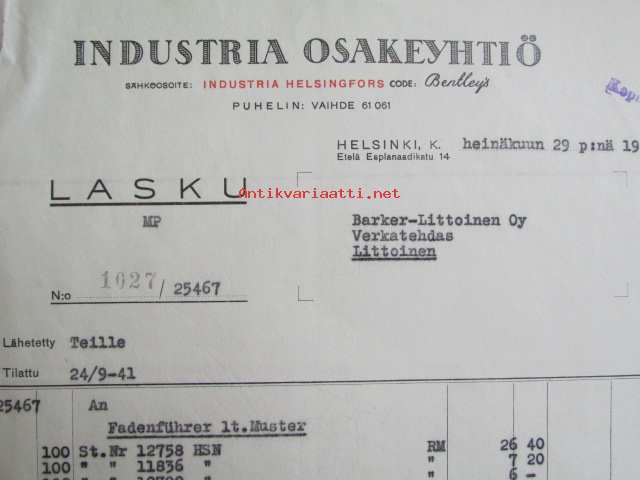 INDUSTRIA OSAKEYHTIÖ
SÄHKÖOSOITE: INDUSTRIA HELSINGFORS CODE: Bentley's
PUHELIN: VAIHDE 61 061
HELSINKI, K. heinäkuun 29 p:nä 19
Etelä Esplanaadikatu 14
LASKU
Antikvariaatti.net
MP
Barker-Littoinen Oy
Verkatehdas
Littoinen
N:o 1027/25467
Lähetetty Teille
Tilattu 24/9-41
25467 An
Fadenführer lt.Muster
100 St.Nr 12758 HSN RM 26 40
100 " " 11836 " " 7 20
100 " " " " 6 -